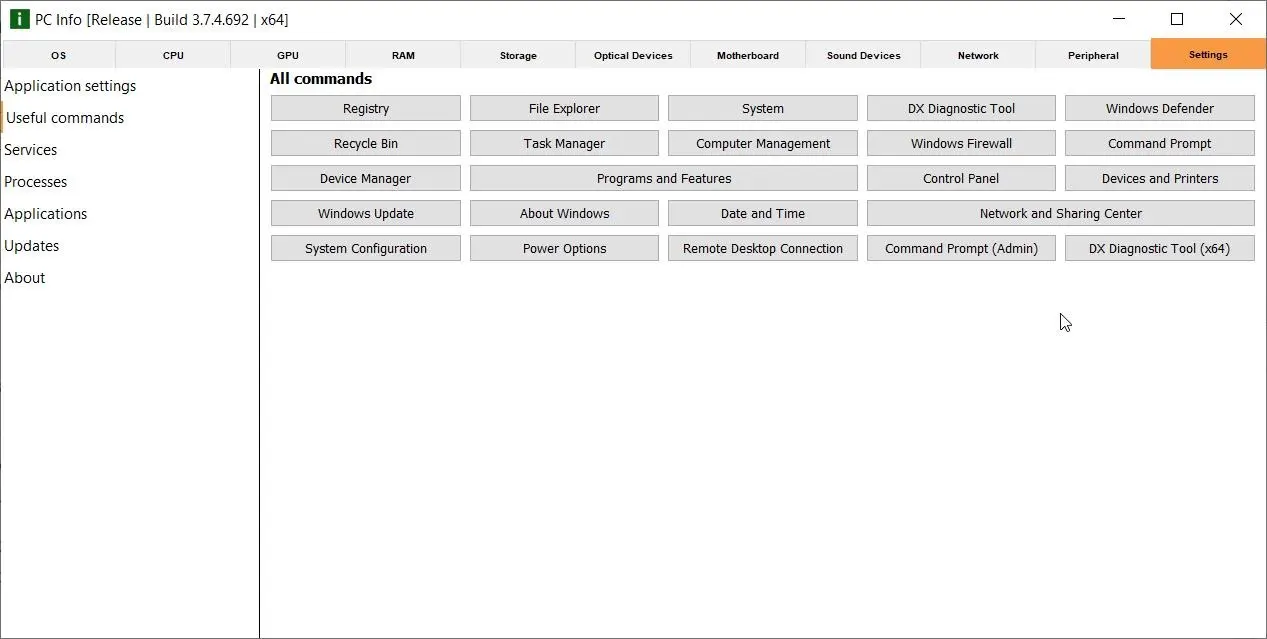 PC Info [Release | Build 3.7.4.692 | x64]
OS CPU GPU RAM Storage Optical Devices Motherboard Sound Devices Network Peripheral Settings
Application settings
Useful commands
Services
Processes
Applications
Updates
About
All commands
Registry File Explorer System DX Diagnostic Tool Windows Defender
Recycle Bin Task Manager Computer Management Windows Firewall Command Prompt
Device Manager Programs and Features Control Panel Devices and Printers
Windows Update About Windows Date and Time Network and Sharing Center
System Configuration Power Options Remote Desktop Connection Command Prompt (Admin) DX Diagnostic Tool (x64)